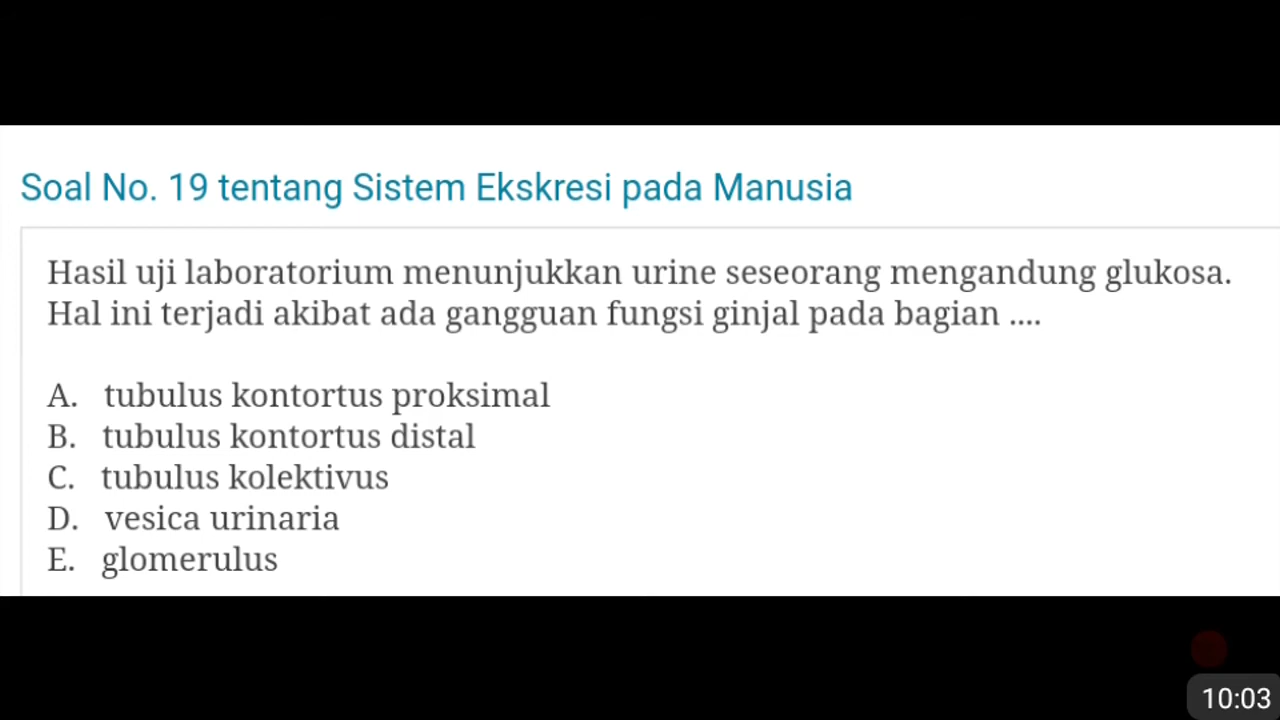 Soal No. 19 tentang Sistem Ekskresi pada Manusia
Hasil uji laboratorium menunjukkan urine seseorang mengandung glukosa.
Hal ini terjadi akibat ada gangguan fungsi ginjal pada bagian ....
A. tubulus kontortus proksimal
B. tubulus kontortus distal
C. tubulus kolektivus
D. vesica urinaria
E. glomerulus
10:03